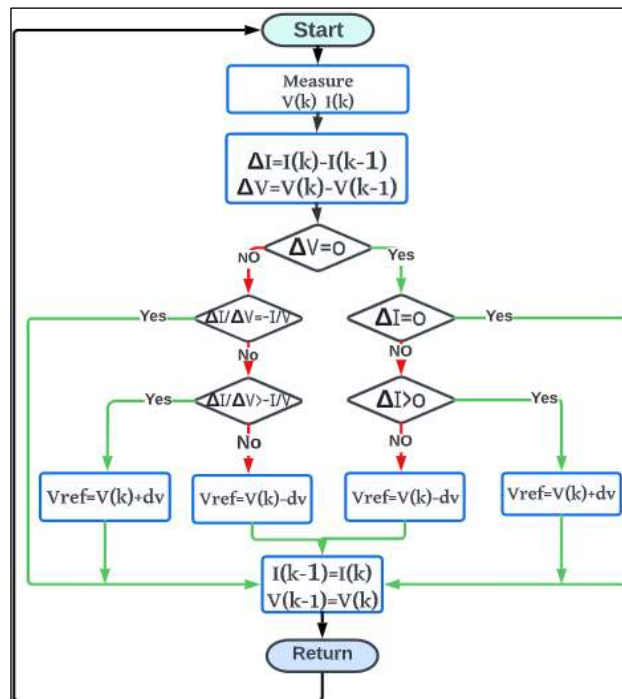 Start
Measure
V(k) I(k)
ΔI=I(k)-I(k-1)
ΔV=V(k)-V(k-1)
ΔV=0
NO
Yes
Yes
ΔI/ΔV=-I/V
ΔI=0
Yes
No
NO
Yes
ΔI/ΔV>-I/V
ΔI>0
Yes
No
NO
Vref=V(k)+dv
Vref=V(k)-dv
Vref=V(k)-dv
Vref=V(k)+dv
I(k-1)=I(k)
V(k-1)=V(k)
Return